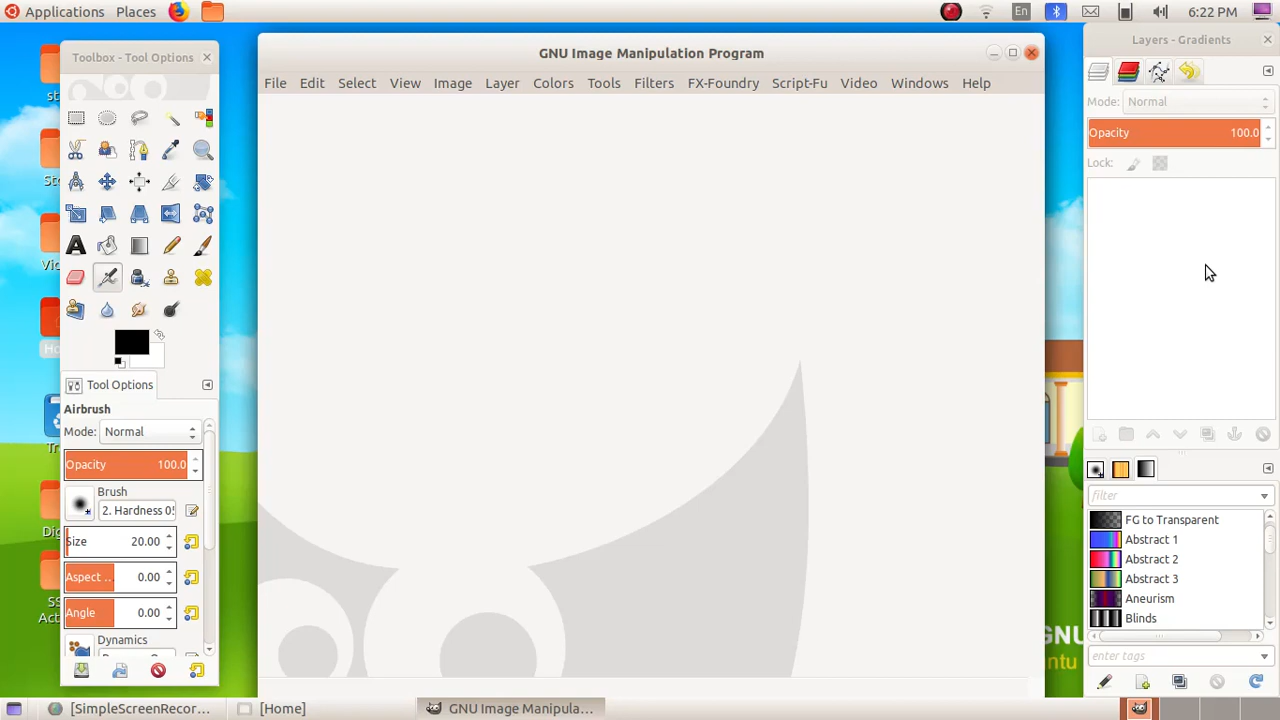 Applications Places En 6:22 PM
Toolbox - Tool Options
GNU Image Manipulation Program
Layers - Gradients
File Edit Select View Image Layer Colors Tools Filters FX-Foundry Script-Fu Video Windows Help
Mode: Normal
Opacity 100.0
Lock:
Tool Options
Airbrush
Mode: Normal
Opacity 100.0
Brush
2. Hardness 05
Size 20.00
Aspect ... 0.00
Angle 0.00
Dynamics
filter
FG to Transparent
Abstract 1
Abstract 2
Abstract 3
Aneurism
Blinds
enter tags
GNU
[SimpleScreenRecor... [Home] GNU Image Manipula...